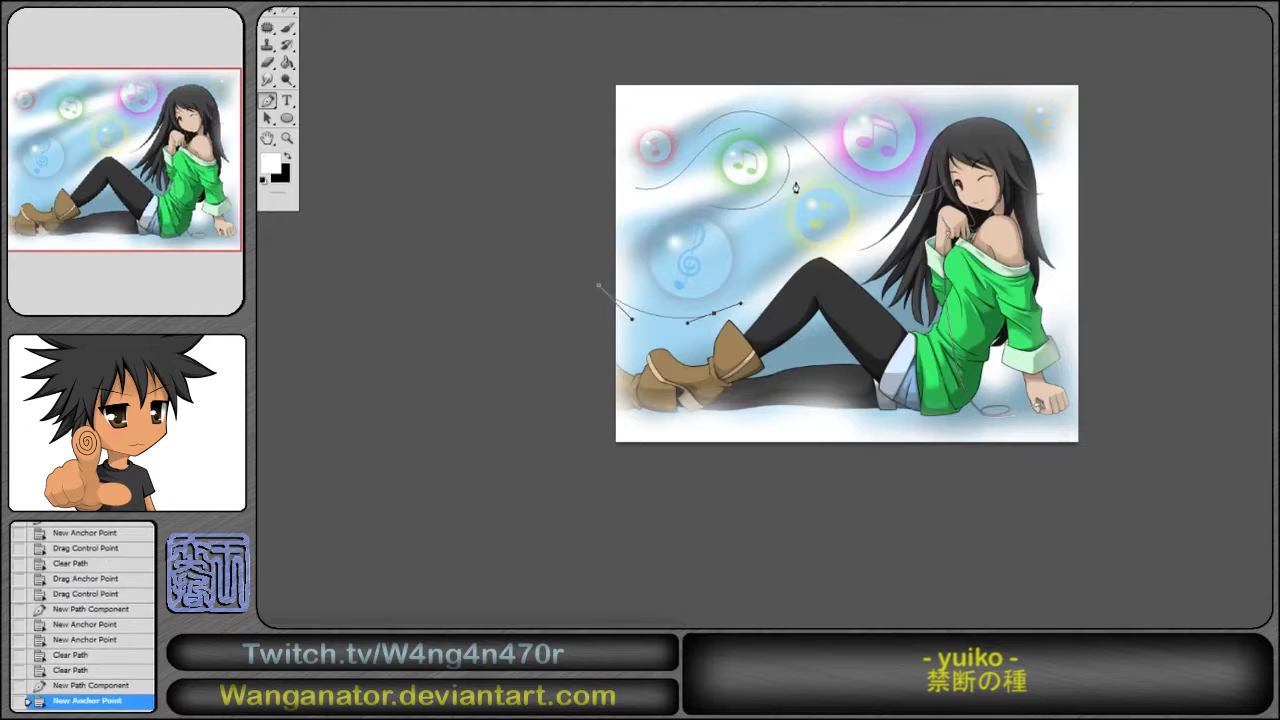 T
New Anchor Point
Drag Control Point
Clear Path
Drag Anchor Point
Drag Control Point
New Path Component
New Anchor Point
New Anchor Point
Clear Path
Clear Path
New Path Component
New Anchor Point
Twitch.tv/W4ng4n470r
Wanganator.deviantart.com
- yuiko -
禁断の種